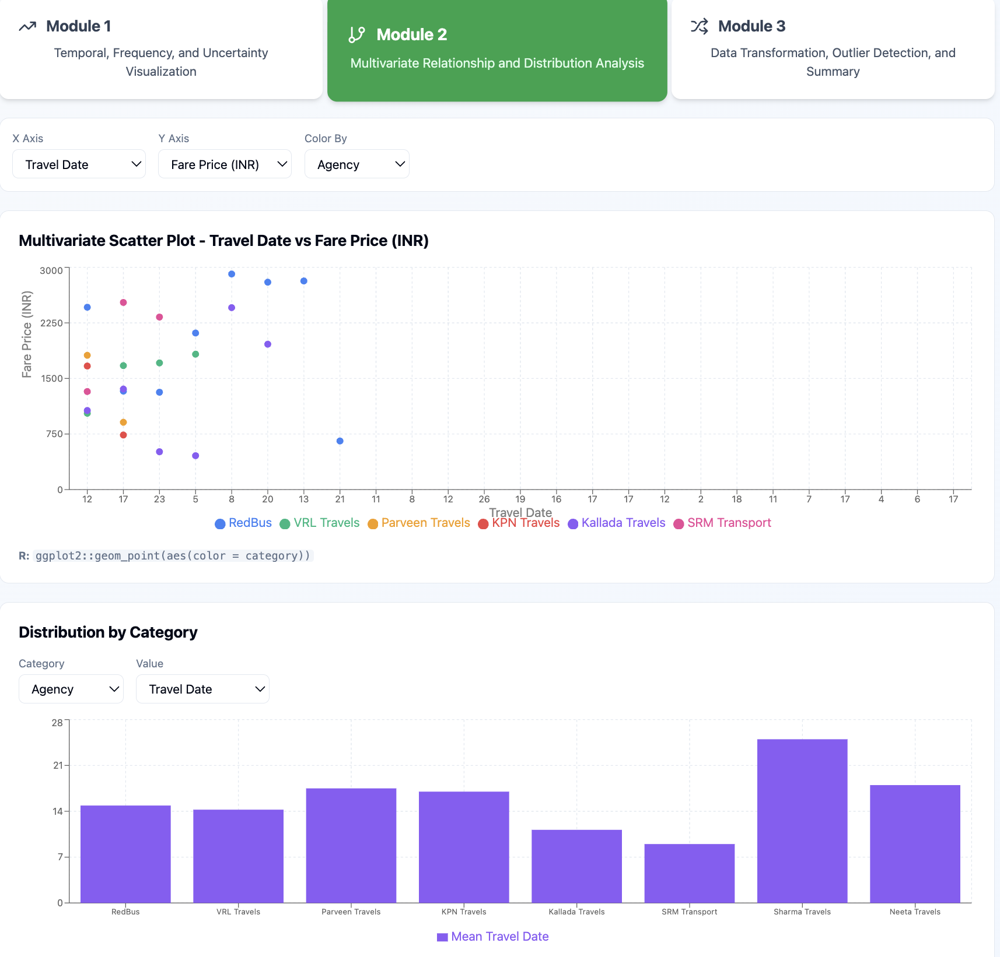 Module 1
Temporal, Frequency, and Uncertainty
Visualization
Module 2
Multivariate Relationship and Distribution Analysis
Module 3
Data Transformation, Outlier Detection, and
Summary
X Axis
Y Axis
Color By
Travel Date
Fare Price (INR)
Agency
Multivariate Scatter Plot - Travel Date vs Fare Price (INR)
3000
2250
1500
750
0
Fare Price (INR)
12 17 23 5 8 20 13 21 11 8 12 26 19 16 17 17 12 2 18 11 7 17 4 6 17
Travel Date
RedBus VRL Travels Parveen Travels KPN Travels Kallada Travels SRM Transport
R: ggplot2::geom_point(aes(color = category))
Distribution by Category
Category
Value
Agency
Travel Date
28
21
14
7
0
RedBus VRL Travels Parveen Travels KPN Travels Kallada Travels SRM Transport Sharma Travels Neeta Travels
Mean Travel Date